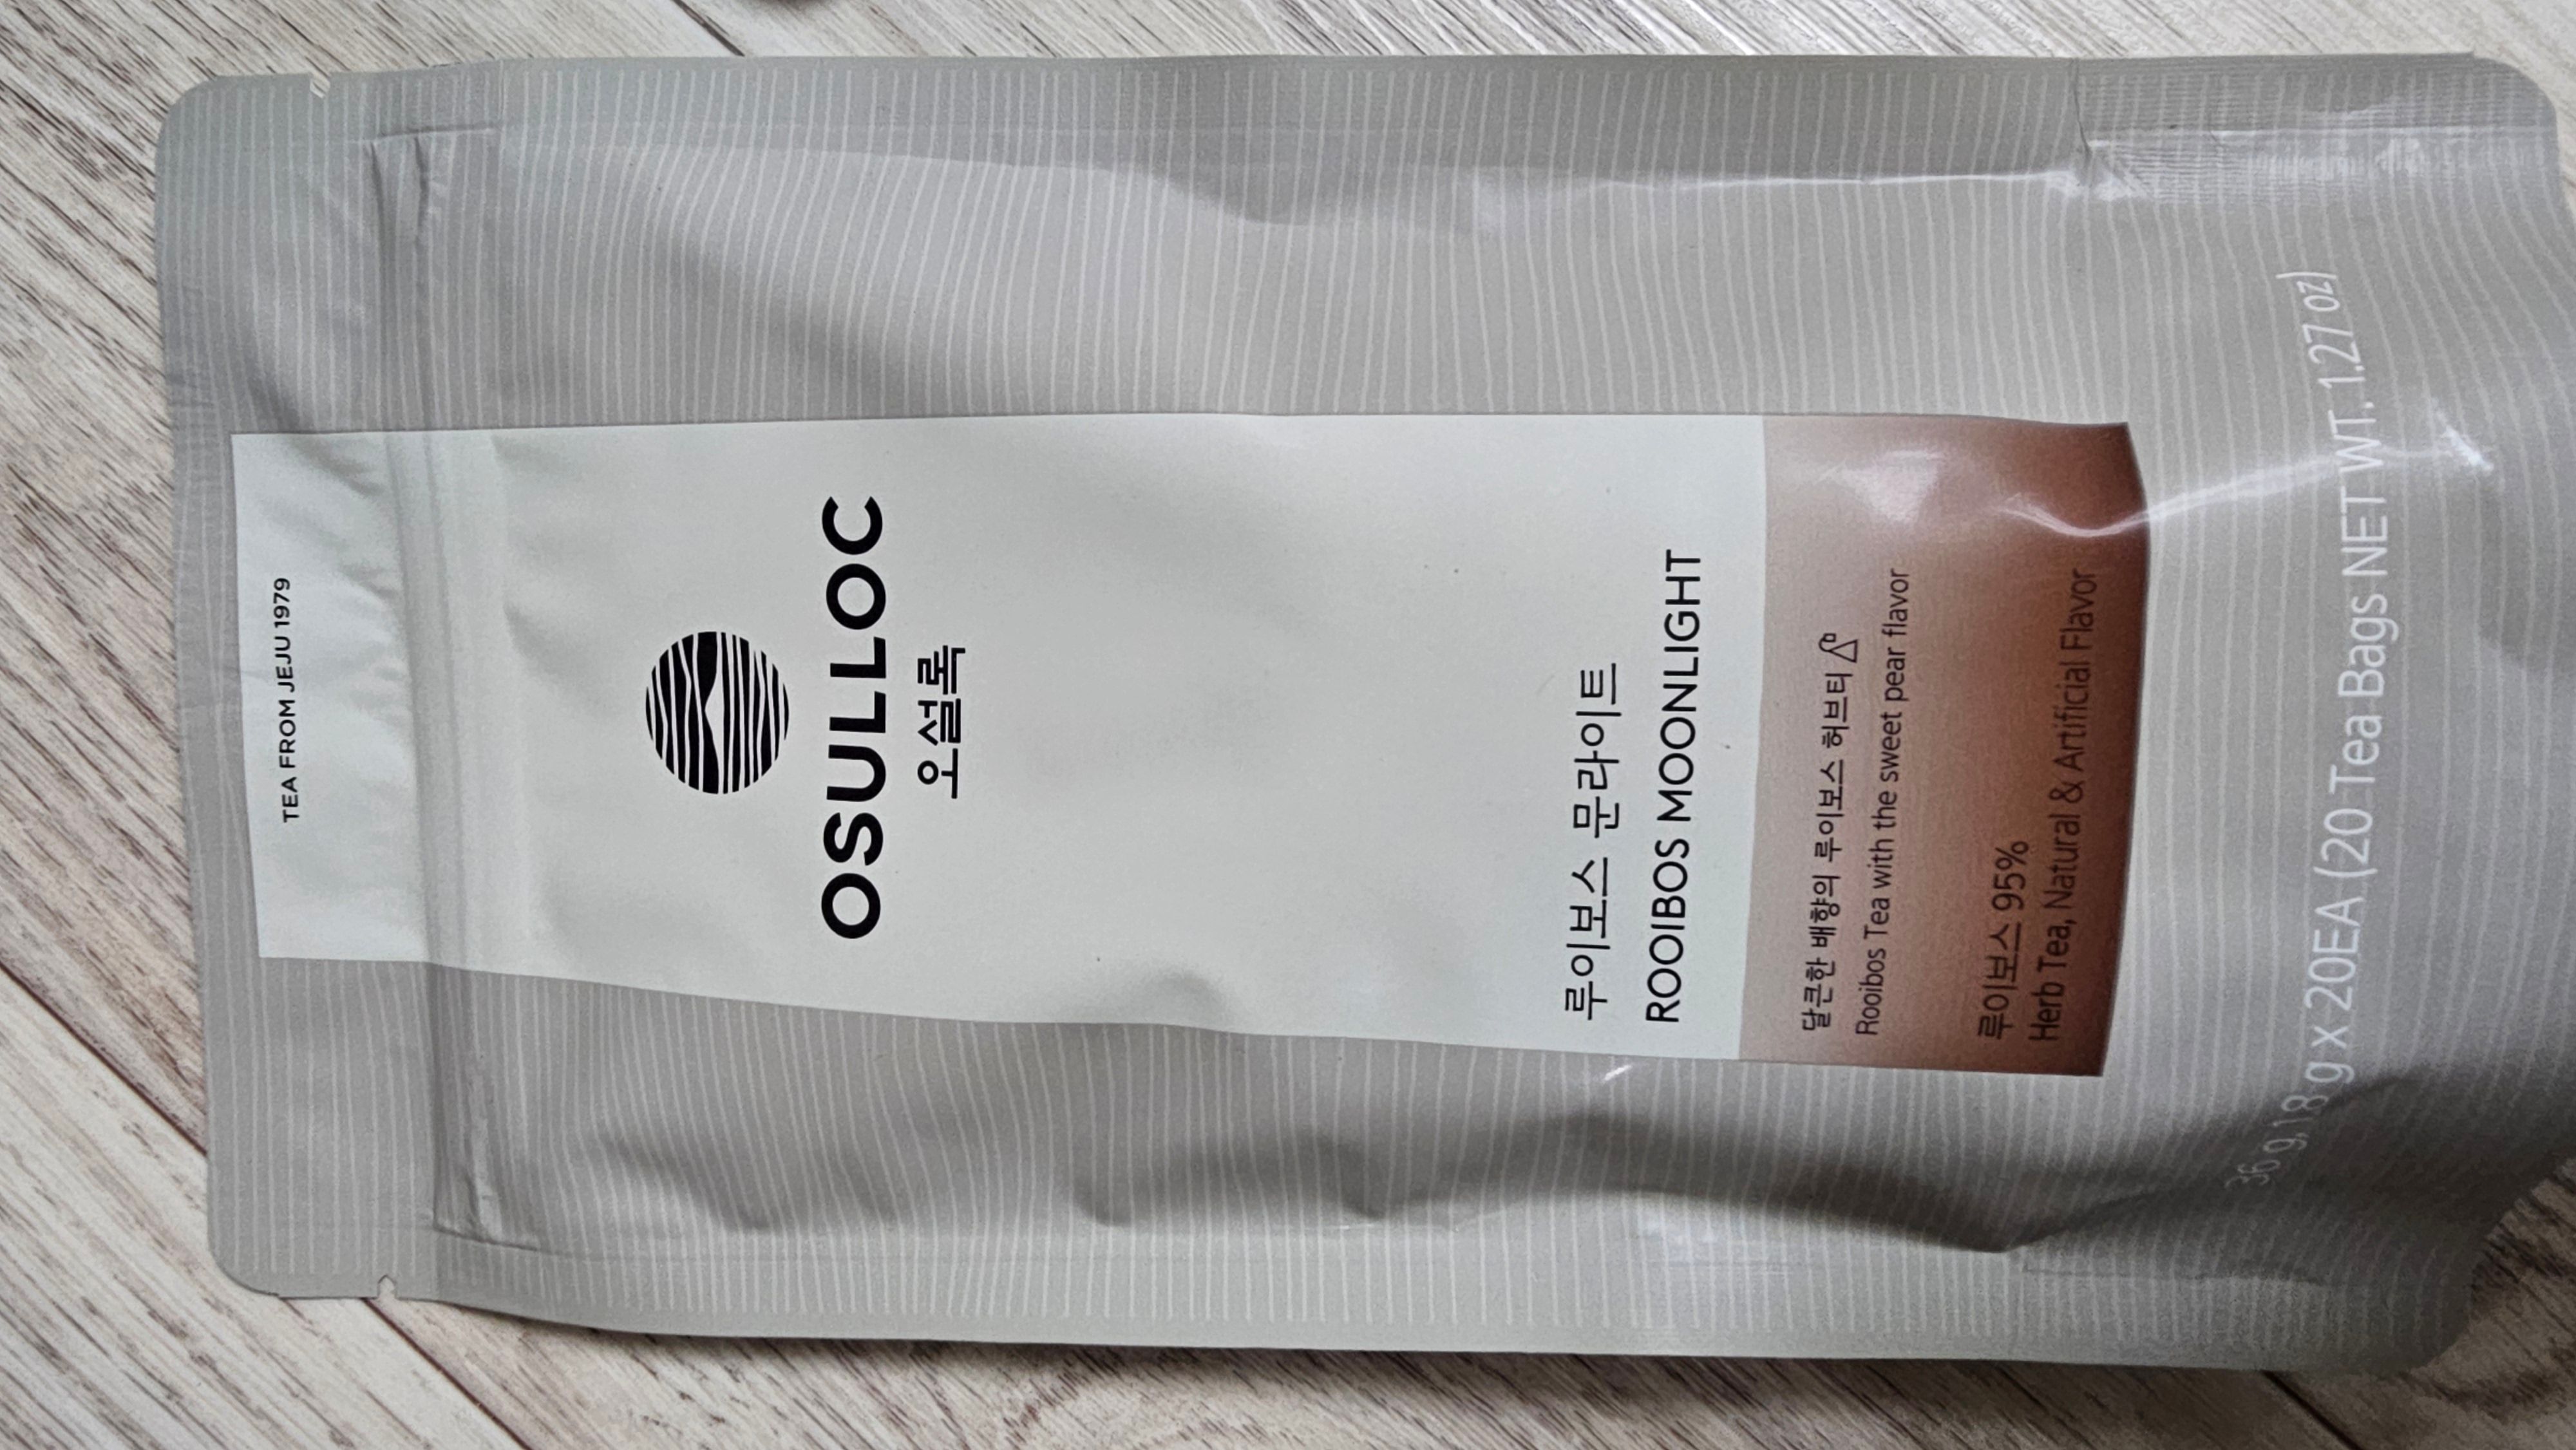 TEA FROM JEJU 1979
OSULLOC
오설록
루이보스 문라이트
ROOIBOS MOONLIGHT
달큰한 배향의 루이보스 허브티
Rooibos Tea with the sweet pear flavor
루이보스 95%
Herb Tea, Natural & Artificial Flavor
36 g, 1.8 g x 20EA (20 Tea Bags NET WT. 1.27 oz)